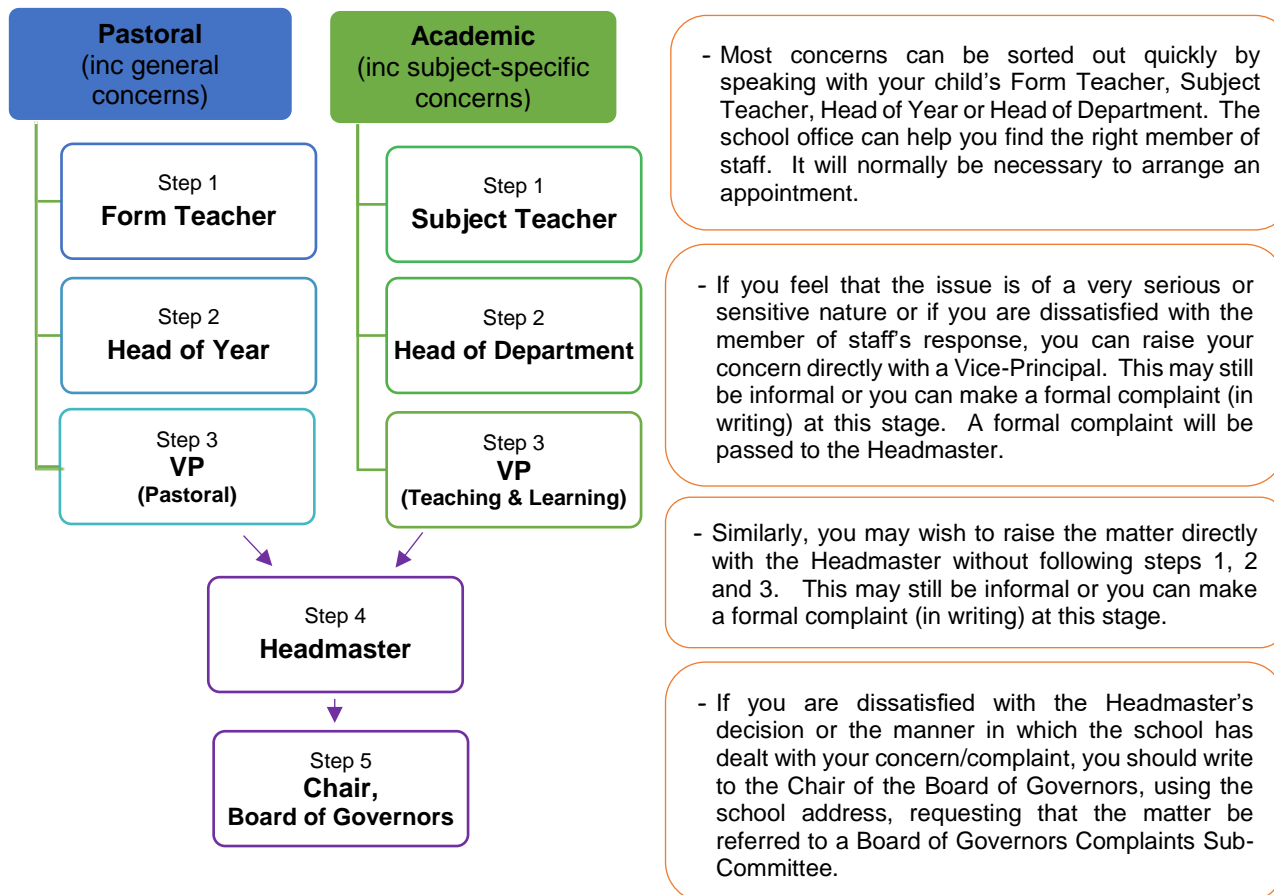 Pastoral
(inc general
concerns)
Academic
(inc subject-specific
concerns)
Step 1
Form Teacher
Step 1
Subject Teacher
Step 2
Head of Year
Step 2
Head of Department
Step 3
VP
(Pastoral)
Step 3
VP
(Teaching & Learning)
Step 4
Headmaster
Step 5
Chair,
Board of Governors
- Most concerns can be sorted out quickly by
speaking with your child's Form Teacher, Subject
Teacher, Head of Year or Head of Department. The
school office can help you find the right member of
staff. It will normally be necessary to arrange an
appointment.
- If you feel that the issue is of a very serious or
sensitive nature or if you are dissatisfied with the
member of staff's response, you can raise your
concern directly with a Vice-Principal. This may still
be informal or you can make a formal complaint (in
writing) at this stage. A formal complaint will be
passed to the Headmaster.
- Similarly, you may wish to raise the matter directly
with the Headmaster without following steps 1, 2
and 3. This may still be informal or you can make
a formal complaint (in writing) at this stage.
- If you are dissatisfied with the Headmaster's
decision or the manner in which the school has
dealt with your concern/complaint, you should write
to the Chair of the Board of Governors, using the
school address, requesting that the matter be
referred to a Board of Governors Complaints Sub-
Committee.